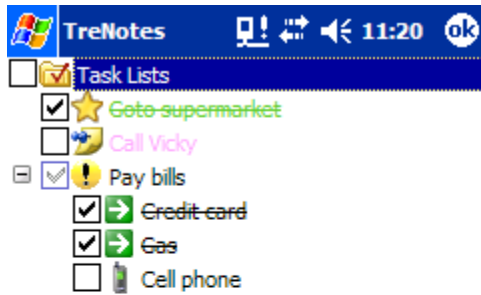 TreNotes 11:20 ok
Task Lists
Goto supermarket
Call Vicky
Pay bills
Credit card
Gas
Cell phone